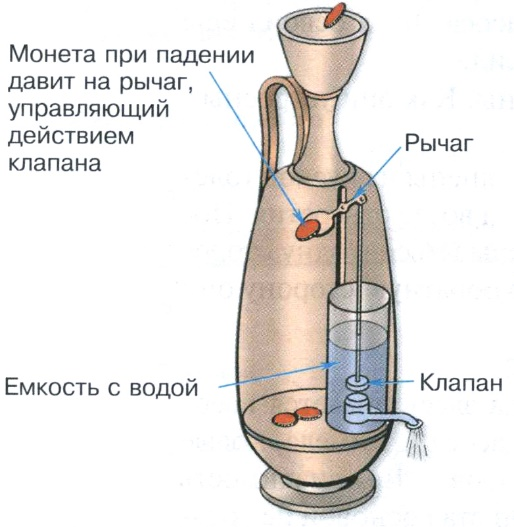 Монета при падении
давит на рычаг,
управляющий
действием
клапана
Рычаг
Емкость с водой
Клапан